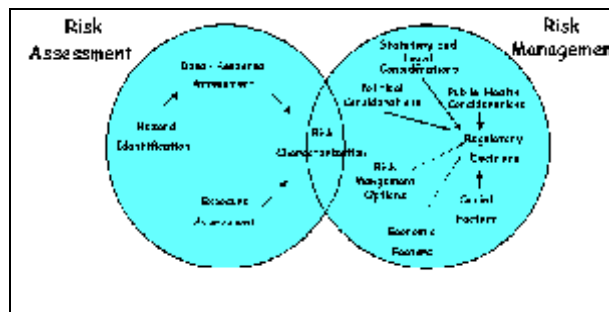 Risk
Assessment
Risk
Management
Dose-Response
Assessment
Hazard
Identification
Exposure
Assessment
Risk
Characterization
Statutory and
Legal
Considerations
Political
Considerations
Public Health
Considerations
Regulatory
Decisions
Risk
Management
Options
Social
Factors
Economic
Factors